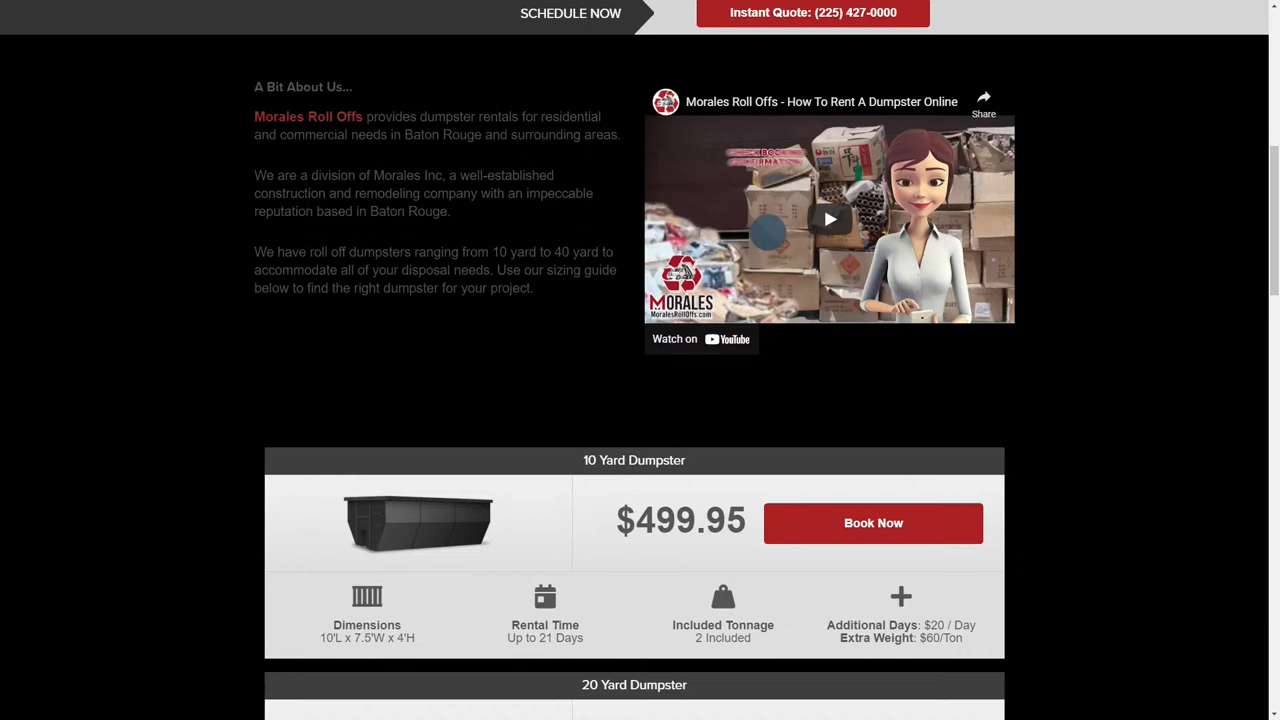 SCHEDULE NOW
Instant Quote: (225) 427-0000
A Bit About Us...
Morales Roll Offs provides dumpster rentals for residential
and commercial needs in Baton Rouge and surrounding areas.
We are a division of Morales Inc, a well-established
construction and remodeling company with an impeccable
reputation based in Baton Rouge.
We have roll off dumpsters ranging from 10 yard to 40 yard to
accommodate all of your disposal needs. Use our sizing guide
below to find the right dumpster for your project.
Morales Roll Offs - How To Rent A Dumpster Online
Share
MORALES
MoralesRollOffs.com
Watch on YouTube
10 Yard Dumpster
$499.95
Book Now
Dimensions
10'L x 7.5'W x 4'H
Rental Time
Up to 21 Days
Included Tonnage
2 Included
Additional Days: $20 / Day
Extra Weight: $60/Ton
20 Yard Dumpster